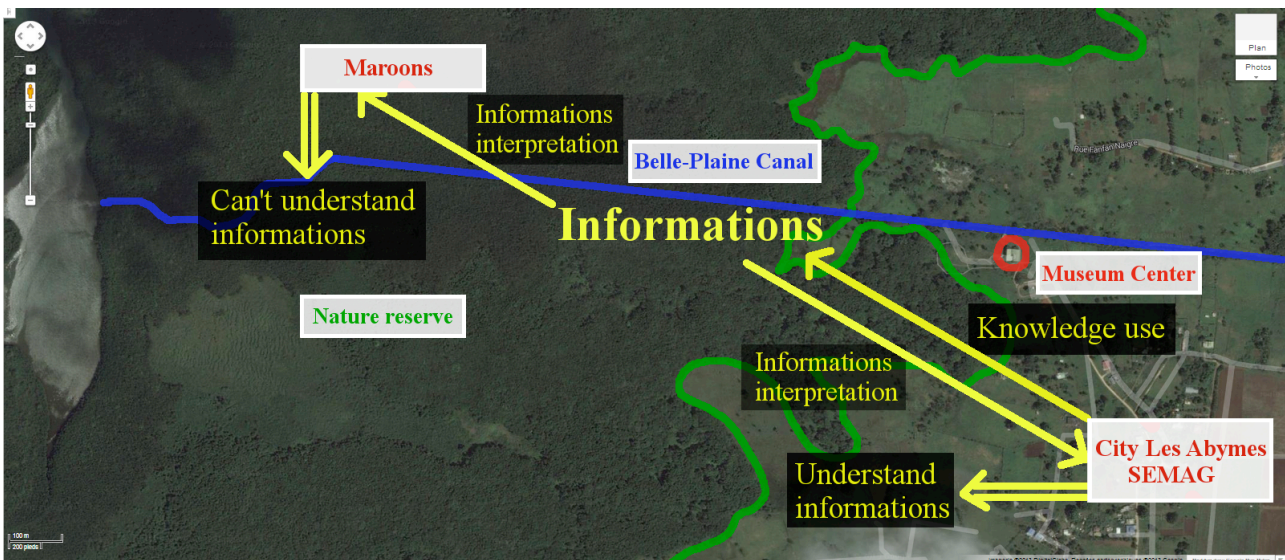 Maroons
Plan
Photos
Informations
interpretation
Belle-Plaine Canal
Can't understand
informations
Informations
Museum Center
Nature reserve
Knowledge use
Informations
interpretation
City Les Abymes
SEMAG
Understand
informations
100 m
200 pieds